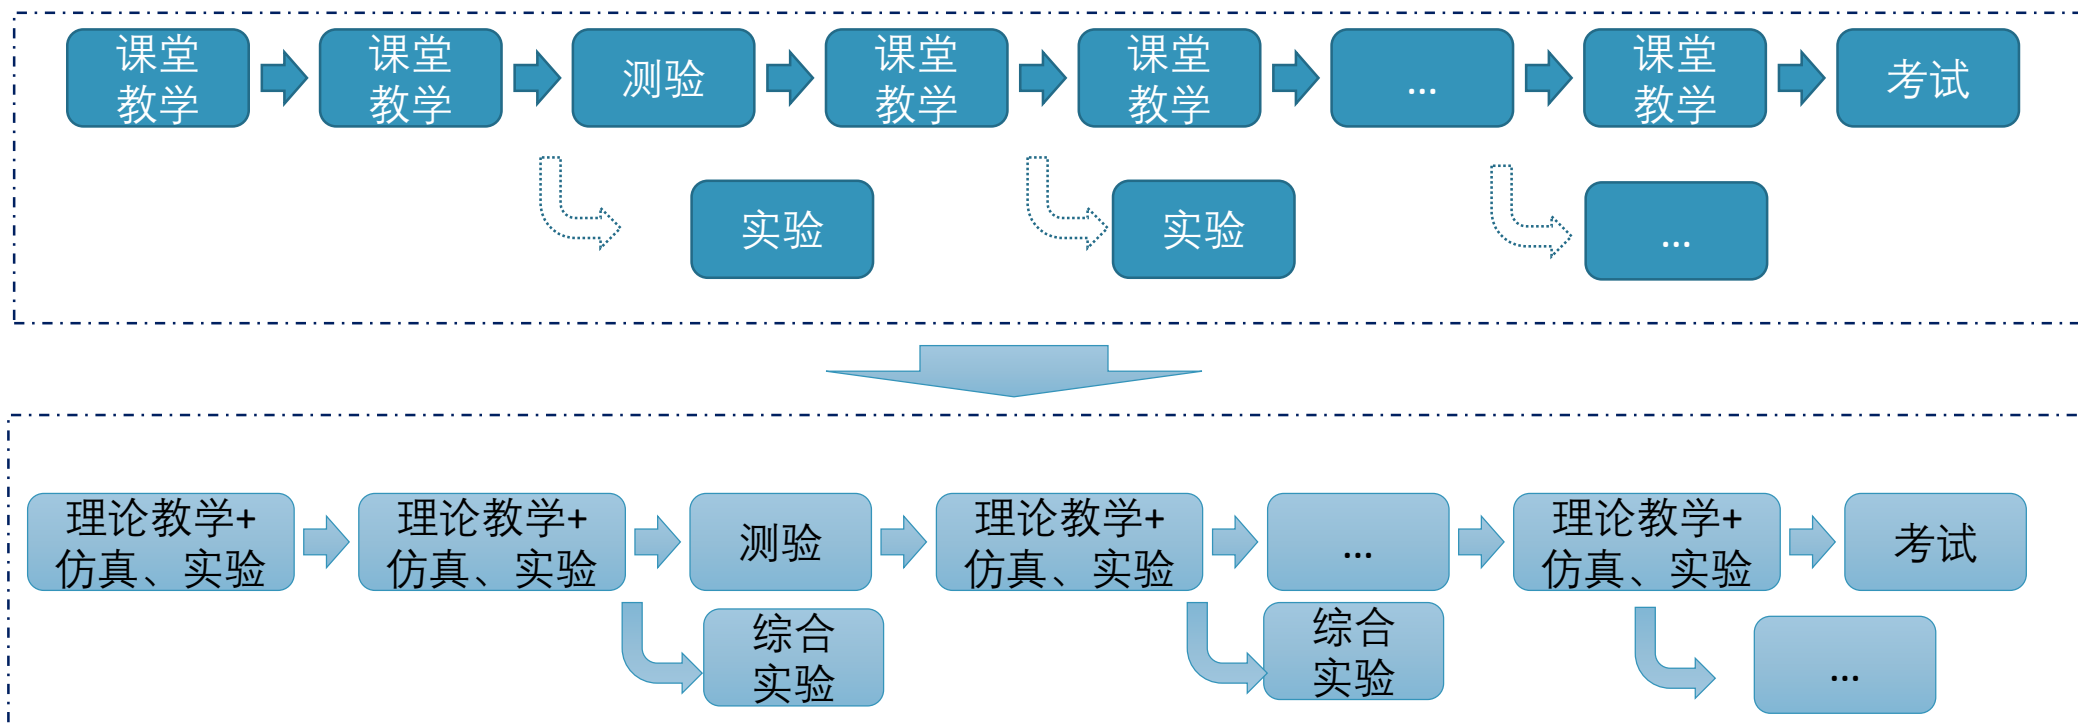 课堂
教学
课堂
教学
测验
课堂
教学
课堂
教学
...
课堂
教学
考试
实验
实验
...
理论教学+
仿真、实验
理论教学+
仿真、实验
测验
理论教学+
仿真、实验
...
理论教学+
仿真、实验
考试
综合
实验
综合
实验
...